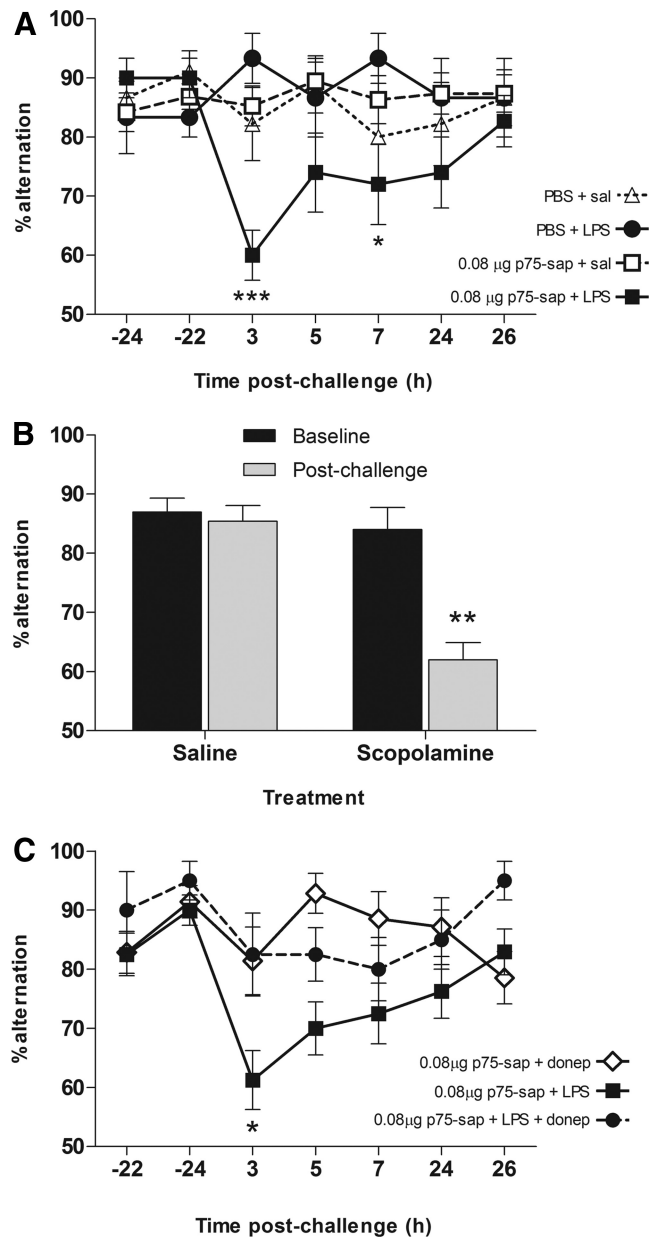 A
100
90
80
70
60
50
%alternation
-24 -22 3 5 7 24 26
Time post-challenge (h)
***
*
PBS + sal
PBS + LPS
0.08 µg p75-sap + sal
0.08 µg p75-sap + LPS
B
100
90
80
70
60
50
%alternation
Baseline
Post-challenge
**
Saline Scopolamine
Treatment
C
100
90
80
70
60
50
%alternation
*
0.08µg p75-sap + donep
0.08µg p75-sap + LPS
0.08µg p75-sap + LPS + donep
-22 -24 3 5 7 24 26
Time post-challenge (h)